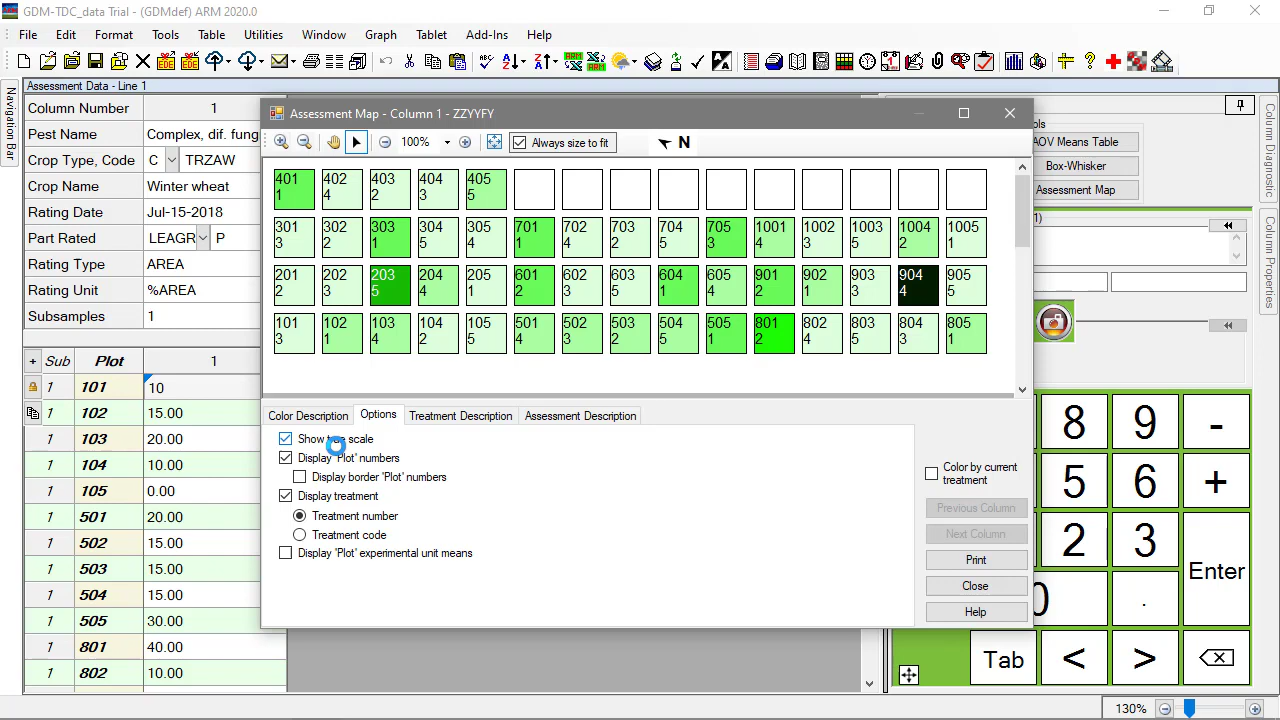 GDM-TDC_data Trial - (GDMdef) ARM 2020.0
File Edit Format Tools Table Utilities Window Graph Tablet Add-Ins Help
Assessment Data - Line 1
Navigation Bar
Column Number 1
Pest Name Complex, dif. fung
Crop Type, Code C TRZAW
Crop Name Winter wheat
Rating Date Jul-15-2018
Part Rated LEAGR P
Rating Type AREA
Rating Unit %AREA
Subsamples 1
+ Sub Plot 1
1 101 10
1 102 15.00
1 103 20.00
1 104 10.00
1 105 0.00
1 501 20.00
1 502 15.00
1 503 15.00
1 504 15.00
1 505 30.00
1 801 40.00
1 802 10.00
Assessment Map - Column 1 - ZZYYFY
100% Always size to fit N
401 402 403 404 405
1 4 2 3 5
301 302 303 304 305 701 702 703 704 705 1001 1002 1003 1004 1005
3 2 1 5 4 1 4 2 5 3 4 3 5 2 1
201 202 203 204 205 601 602 603 604 605 901 902 903 904 905
2 3 5 4 1 2 3 5 1 4 2 1 3 4 5
101 102 103 104 105 501 502 503 504 505 801 802 803 804 805
3 1 4 2 5 4 3 2 5 1 2 4 5 3 1
Color Description Options Treatment Description Assessment Description
Display 'Plot' numbers
Display border 'Plot' numbers
Display treatment
Treatment number
Treatment code
Display 'Plot' experimental unit means
Color by current
treatment
Previous Column
Next Column
Print
Close
Help
AOV Means Table
Box-Whisker
Assessment Map
Column Diagnostic
Column Properties
8 9 -
5 6 +
2 3 Enter
0 .
Tab < >
130%